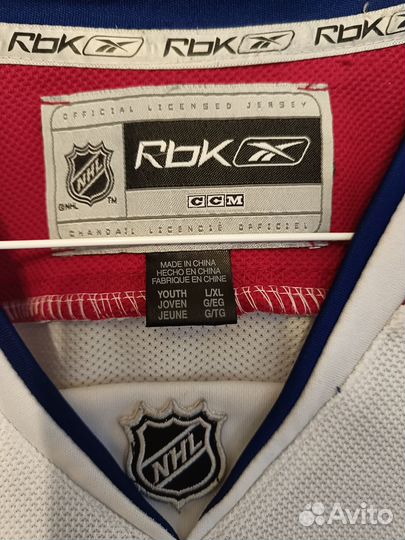 RbK RbK RbK
OFFICIAL LICENSED JERSEY
NHL
©NHL TM
RbK
CCM
CHANDAIL LICENCIÉ OFFICIEL
MADE IN CHINA
HECHO EN CHINA
FABRIQUE EN CHINE
YOUTH L/XL
JOVEN G/EG
JEUNE G/TG
NHL
Avito